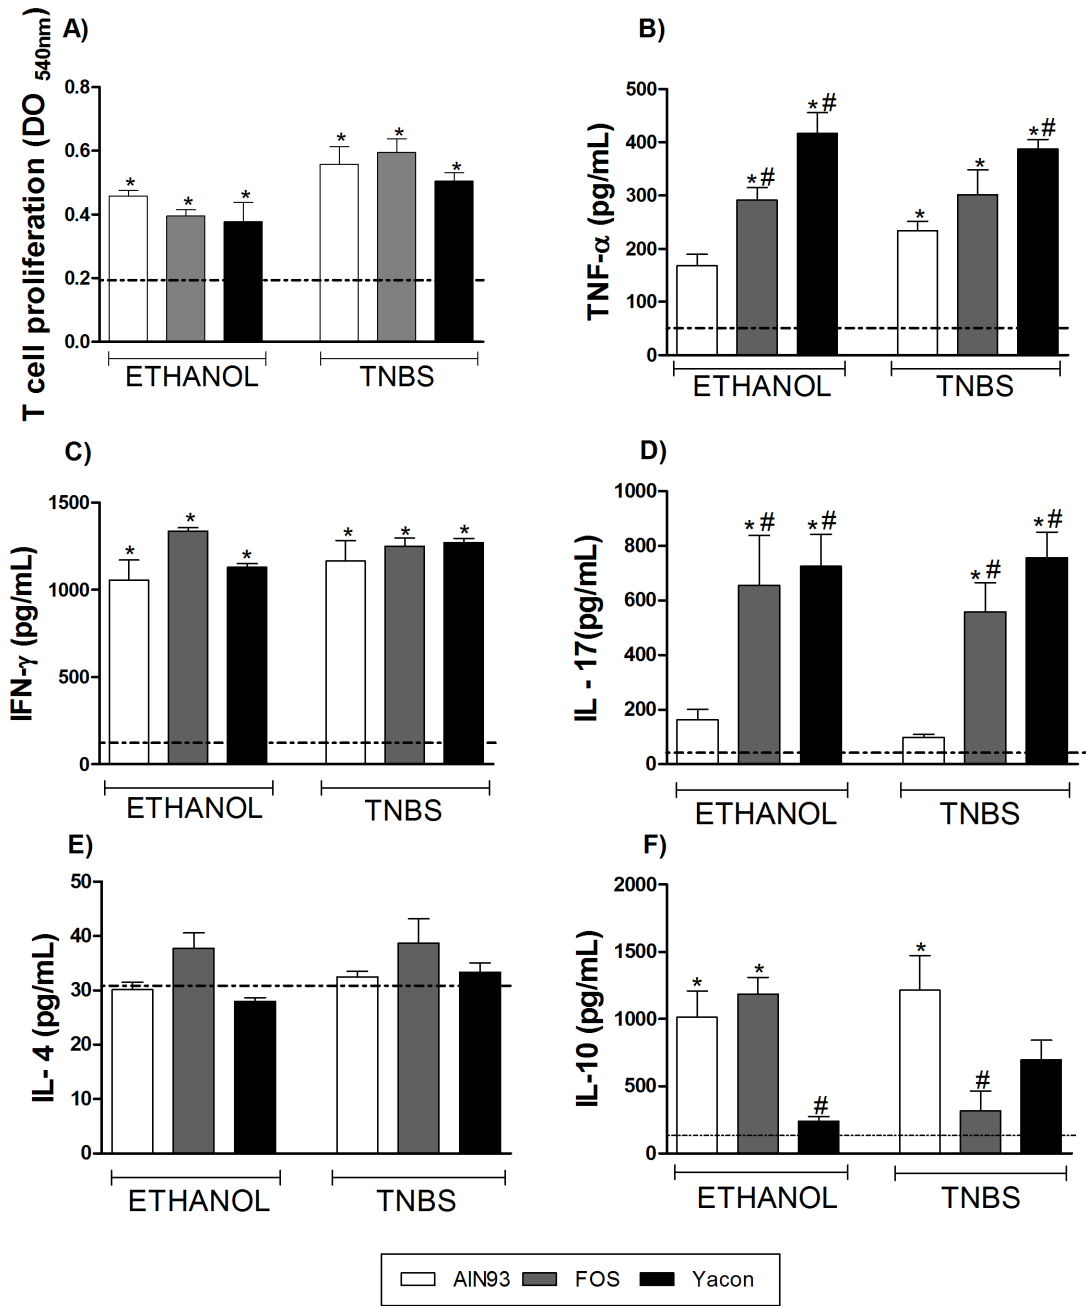 A)
T cell proliferation (DO 540nm)
0.8
0.6
0.4
0.2
0.0
* * * * * *
ETHANOL TNBS
B)
TNF-α (pg/mL)
500
400
300
200
100
0
*# *# * * *#
ETHANOL TNBS
C)
IFN-γ (pg/mL)
1500
1000
500
0
* * * * * *
ETHANOL TNBS
D)
IL - 17(pg/mL)
1000
800
600
400
200
0
*# *# *# *#
ETHANOL TNBS
E)
IL- 4 (pg/mL)
50
40
30
20
10
0
ETHANOL TNBS
F)
IL-10 (pg/mL)
2000
1500
1000
500
0
* * # * #
ETHANOL TNBS
AIN93 FOS Yacon